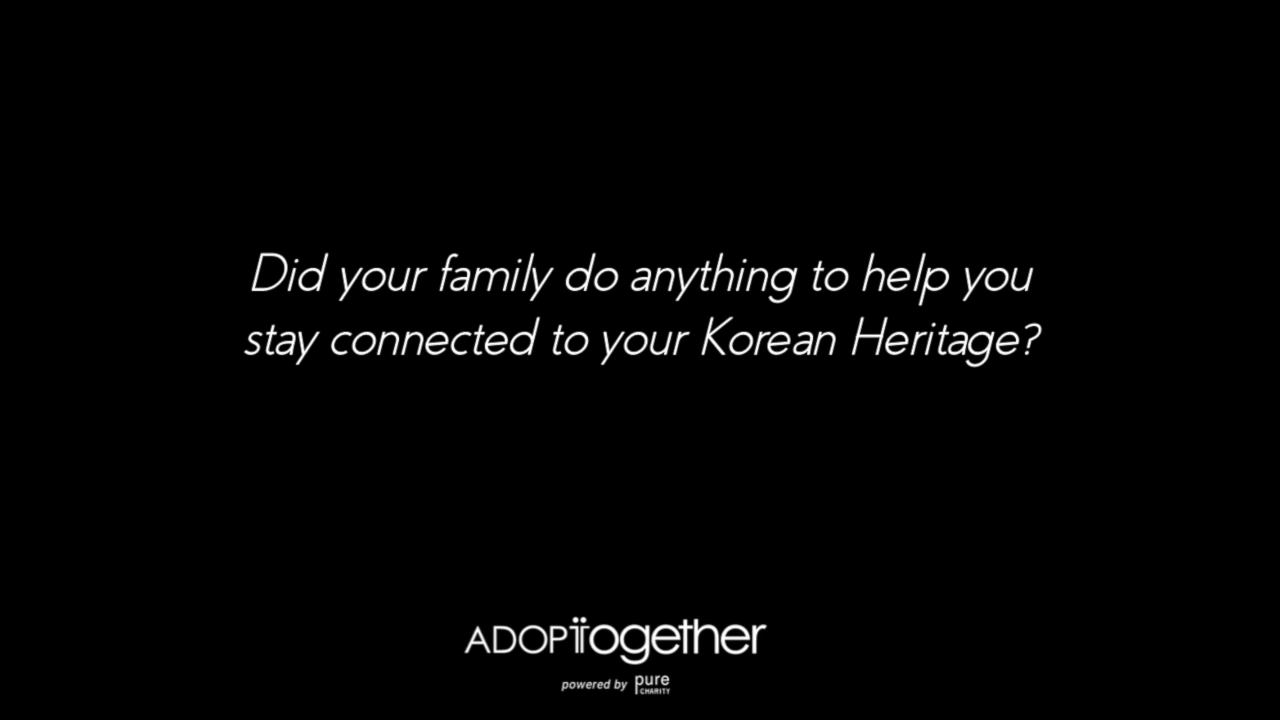 Did your family do anything to help you
stay connected to your Korean Heritage?
ADOPTTogether
powered by pure CHARITY